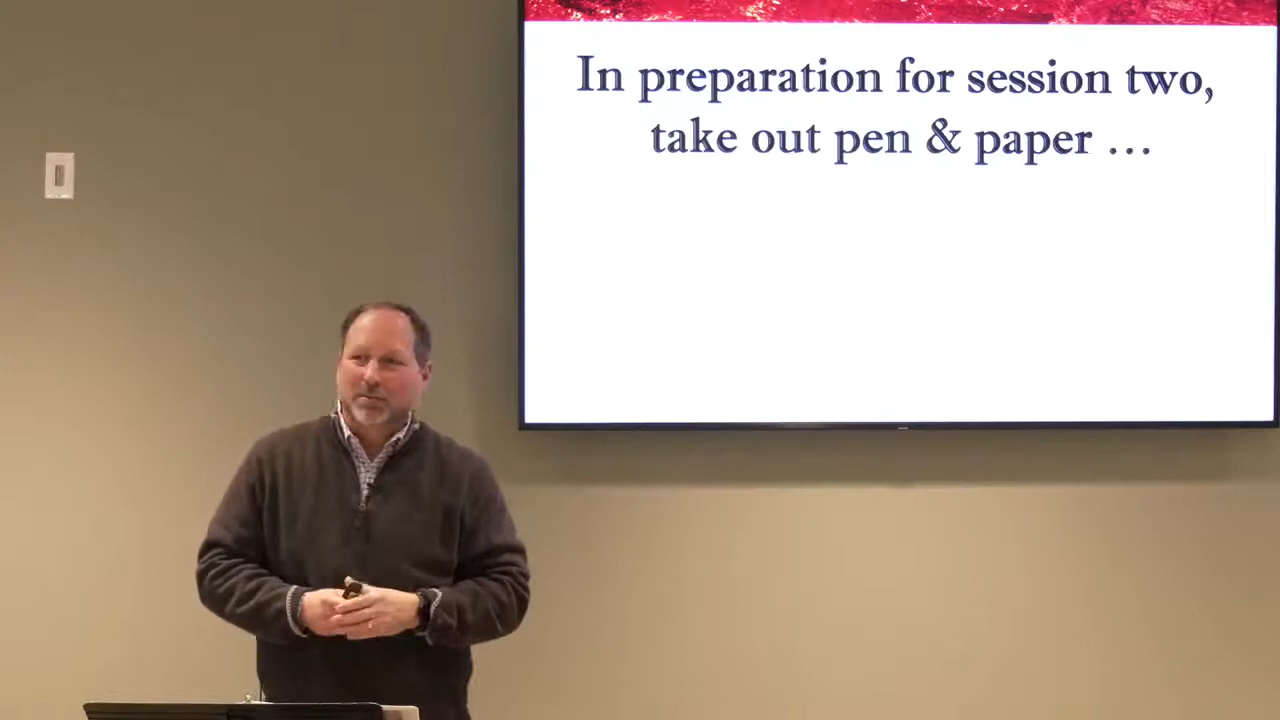 In preparation for session two,
take out pen & paper …